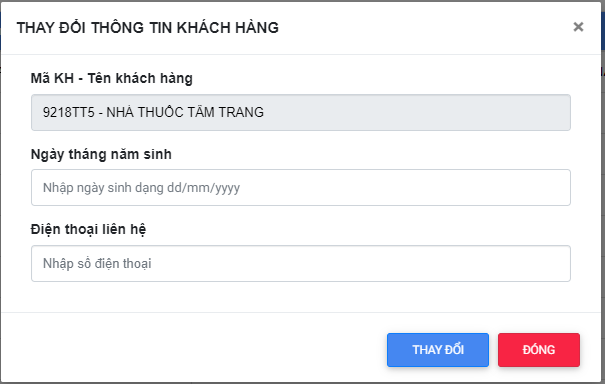 THAY ĐỔI THÔNG TIN KHÁCH HÀNG
×
Mã KH - Tên khách hàng
9218TT5 - NHÀ THUỐC TÂM TRANG
Ngày tháng năm sinh
Nhập ngày sinh dạng dd/mm/yyyy
Điện thoại liên hệ
Nhập số điện thoại
THAY ĐỔI
ĐÓNG